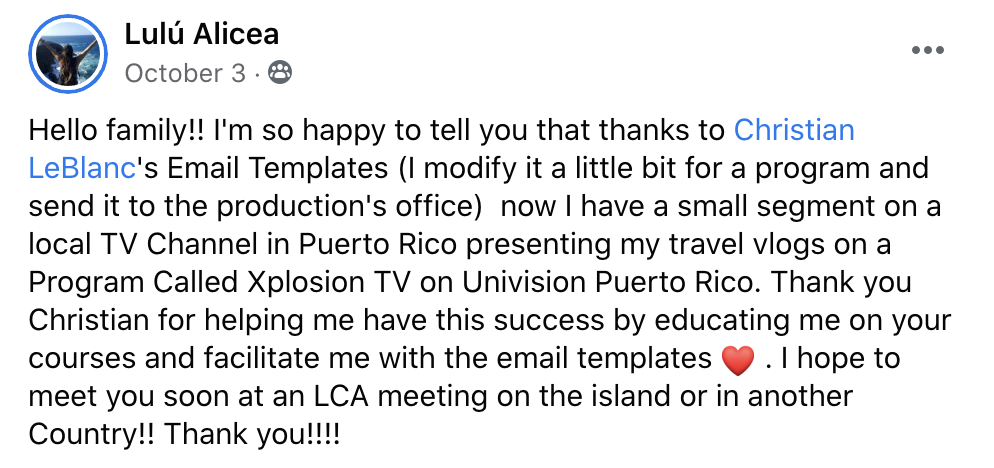 Lulú Alicea
October 3 ·
Hello family!! I'm so happy to tell you that thanks to Christian
LeBlanc's Email Templates (I modify it a little bit for a program and
send it to the production's office)  now I have a small segment on a
local TV Channel in Puerto Rico presenting my travel vlogs on a
Program Called Xplosion TV on Univision Puerto Rico. Thank you
Christian for helping me have this success by educating me on your
courses and facilitate me with the email templates ❤️ . I hope to
meet you soon at an LCA meeting on the island or in another
Country!! Thank you!!!!